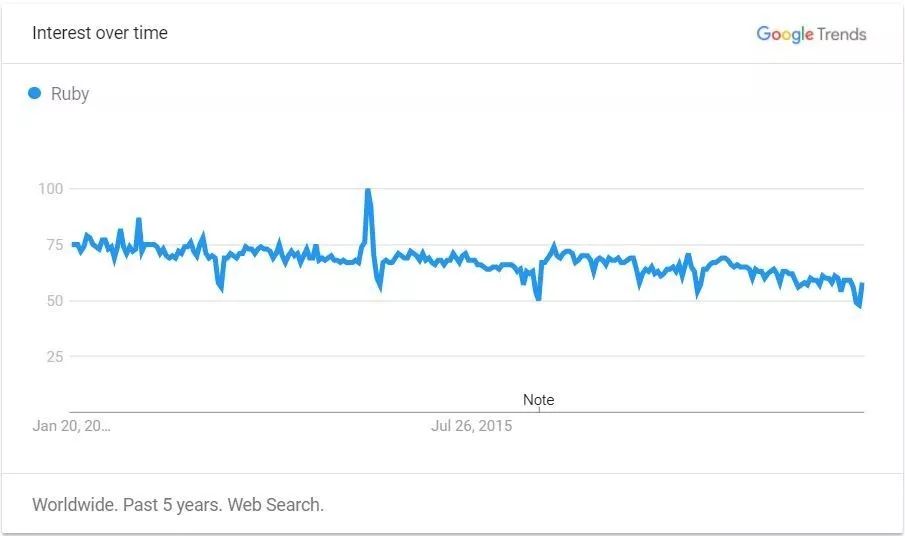 Interest over time
Google Trends
Ruby
100
75
50
25
Note
Jan 20, 20...
Jul 26, 2015
Worldwide. Past 5 years. Web Search.